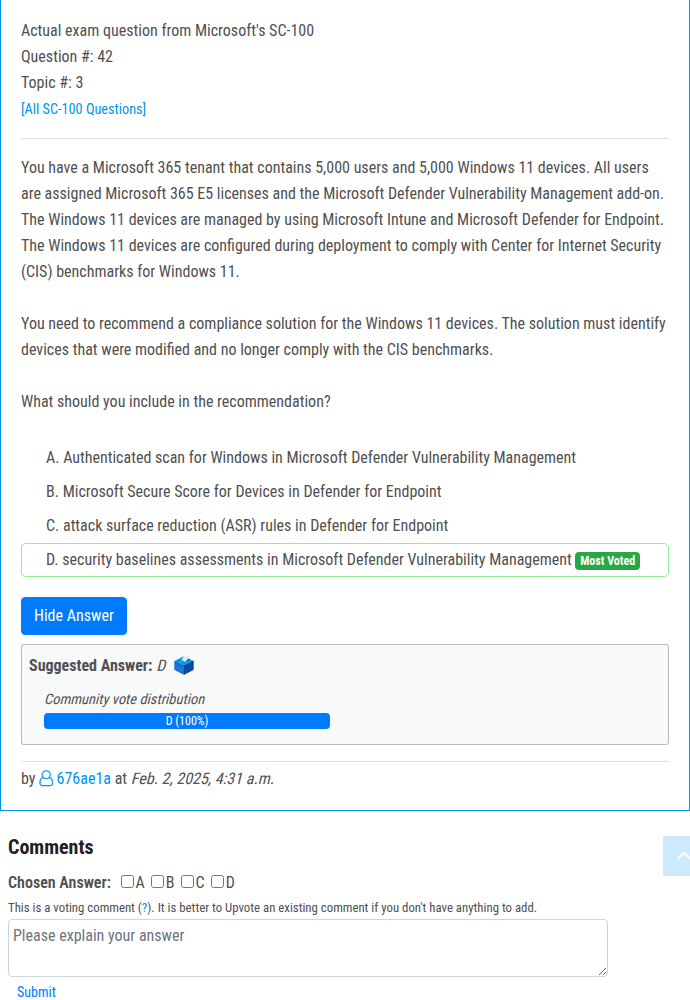 Actual exam question from Microsoft's SC-100
Question #: 42
Topic #: 3
[All SC-100 Questions]
You have a Microsoft 365 tenant that contains 5,000 users and 5,000 Windows 11 devices. All users
are assigned Microsoft 365 E5 licenses and the Microsoft Defender Vulnerability Management add-on.
The Windows 11 devices are managed by using Microsoft Intune and Microsoft Defender for Endpoint.
The Windows 11 devices are configured during deployment to comply with Center for Internet Security
(CIS) benchmarks for Windows 11.
You need to recommend a compliance solution for the Windows 11 devices. The solution must identify
devices that were modified and no longer comply with the CIS benchmarks.
What should you include in the recommendation?
A. Authenticated scan for Windows in Microsoft Defender Vulnerability Management
B. Microsoft Secure Score for Devices in Defender for Endpoint
C. attack surface reduction (ASR) rules in Defender for Endpoint
D. security baselines assessments in Microsoft Defender Vulnerability Management Most Voted
Hide Answer
Suggested Answer: D
Community vote distribution
D (100%)
by 676ae1a at Feb. 2, 2025, 4:31 a.m.
Comments
Chosen Answer: A B C D
This is a voting comment (?). It is better to Upvote an existing comment if you don't have anything to add.
Please explain your answer
Submit